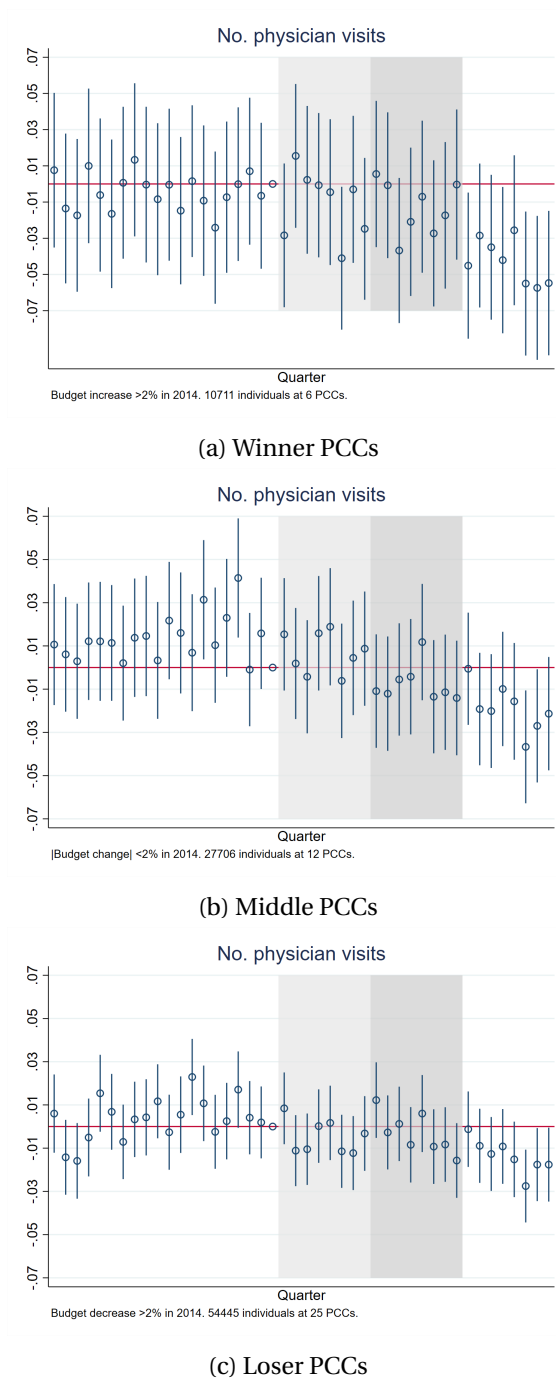 No. physician visits
.07
.05
.03
.01
-.01
-.03
-.05
-.07
Quarter
Budget increase >2% in 2014. 10711 individuals at 6 PCCs.
(a) Winner PCCs
No. physician visits
.07
.05
.03
.01
-.01
-.03
-.05
-.07
Quarter
|Budget change| <2% in 2014. 27706 individuals at 12 PCCs.
(b) Middle PCCs
No. physician visits
.07
.05
.03
.01
-.01
-.03
-.05
-.07
Quarter
Budget decrease >2% in 2014. 54445 individuals at 25 PCCs.
(c) Loser PCCs